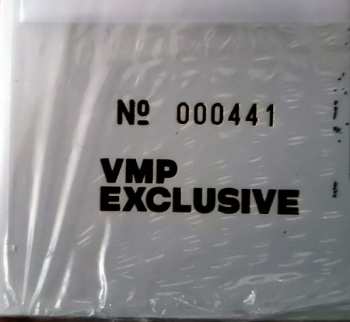 Nº 000441
VMP
EXCLUSIVE